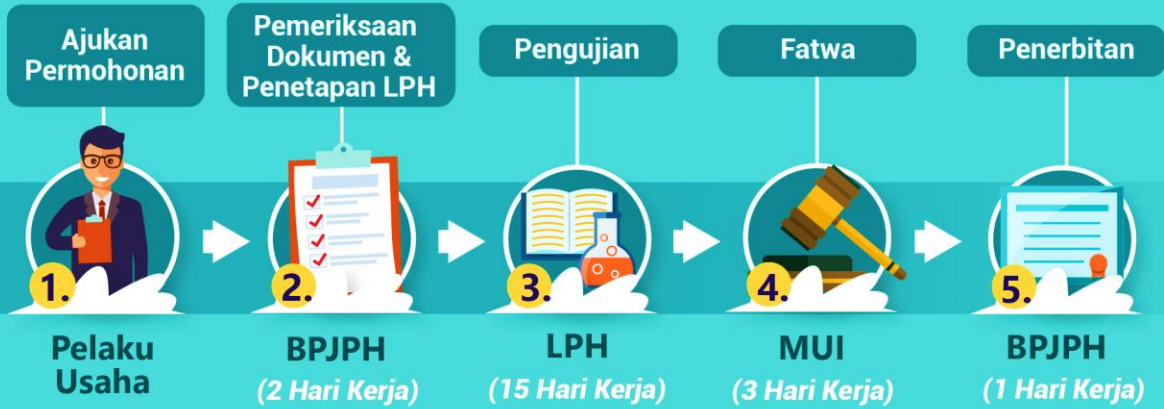 Ajukan
Permohonan
Pemeriksaan
Dokumen &
Penetapan LPH
Pengujian
Fatwa
Penerbitan
1.
2.
3.
4.
5.
Pelaku
Usaha
BPJPH
(2 Hari Kerja)
LPH
(15 Hari Kerja)
MUI
(3 Hari Kerja)
BPJPH
(1 Hari Kerja)